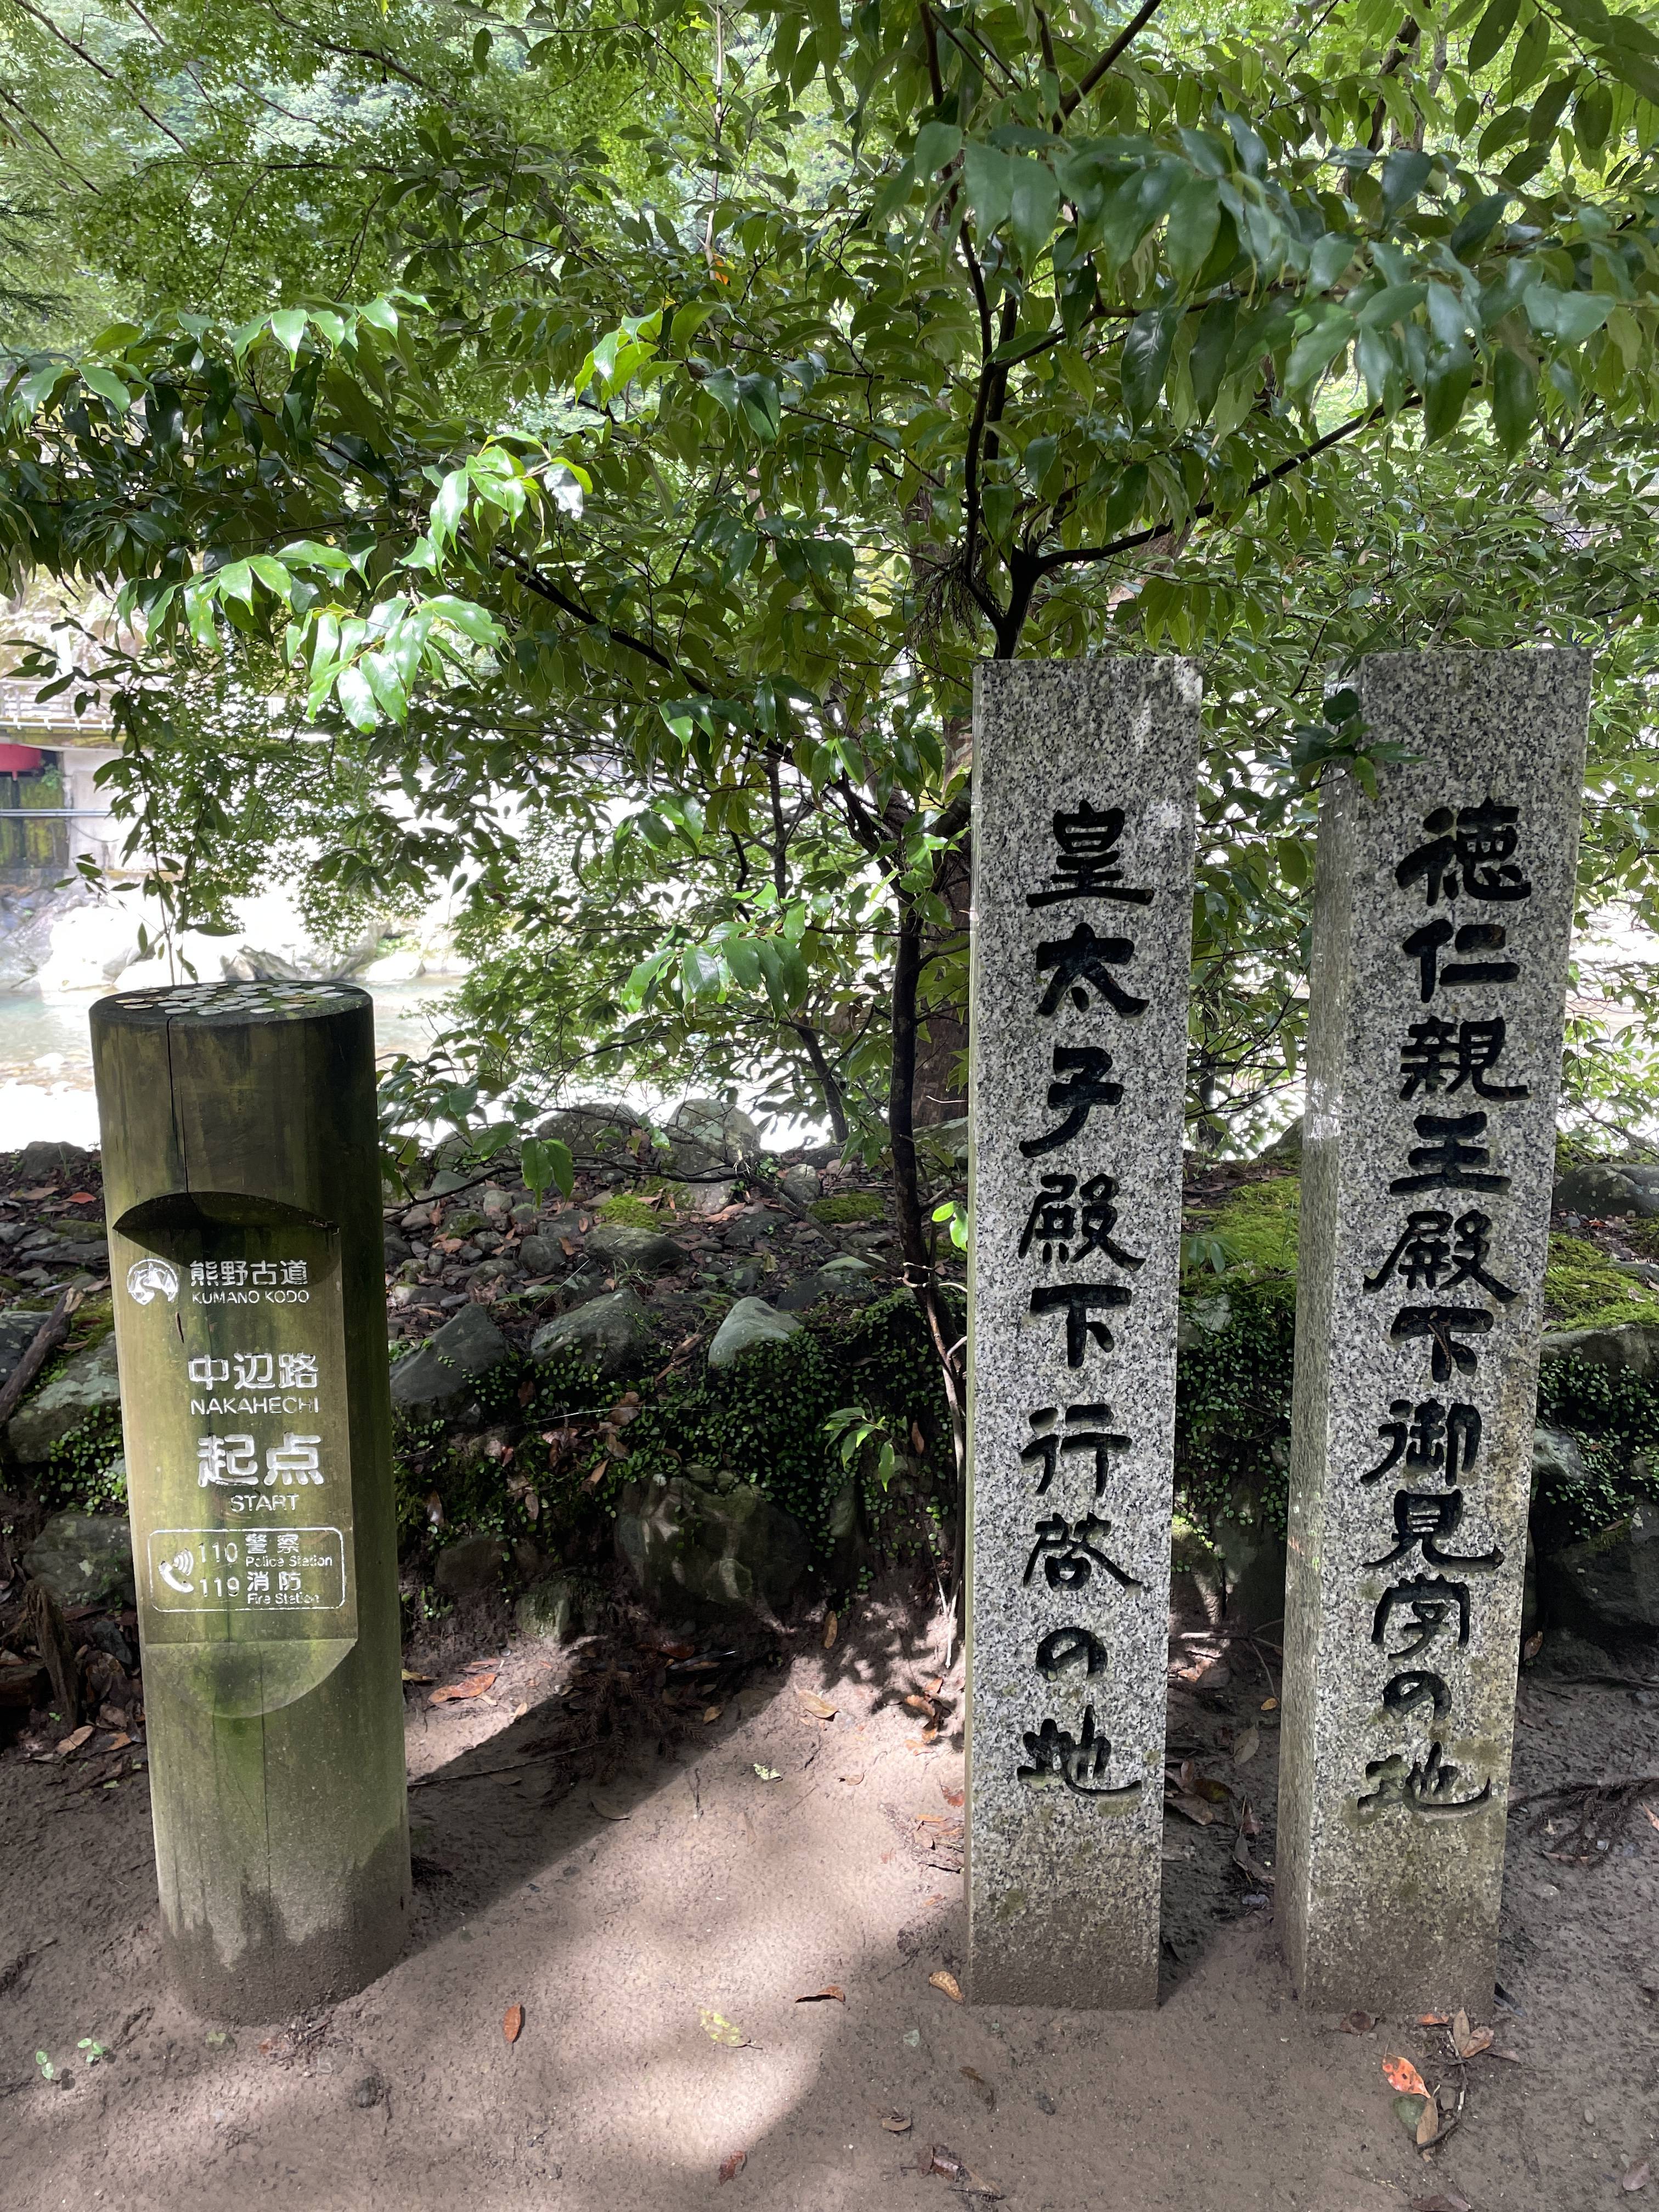 熊野古道
KUMANO KODO
中辺路
NAKAHECHI
起点
START
110 警察
Police Station
119 消防
Fire Station
皇太子殿下行啓の地
徳仁親王殿下御見学の地